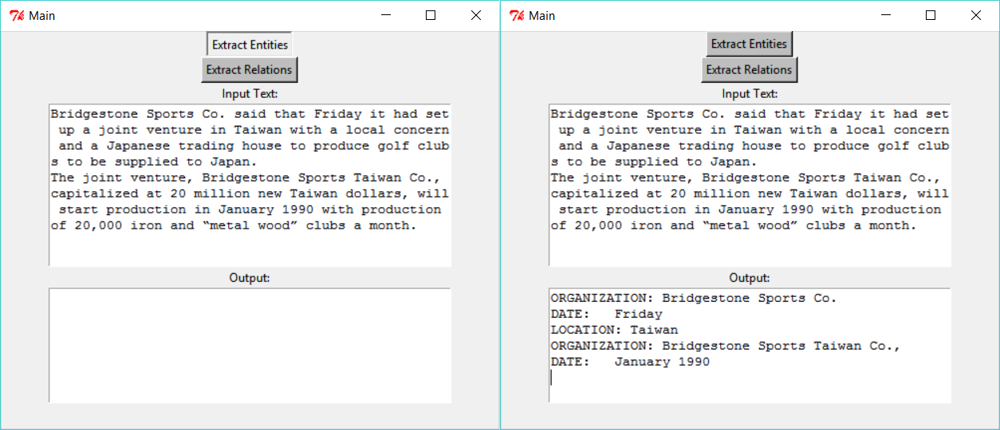 Main
Extract Entities
Extract Relations
Input Text:
Bridgestone Sports Co. said that Friday it had set
 up a joint venture in Taiwan with a local concern
 and a Japanese trading house to produce golf club
s to be supplied to Japan.
The joint venture, Bridgestone Sports Taiwan Co.,
capitalized at 20 million new Taiwan dollars, will
 start production in January 1990 with production
of 20,000 iron and “metal wood” clubs a month.
Output:
Main
Extract Entities
Extract Relations
Input Text:
Bridgestone Sports Co. said that Friday it had set
 up a joint venture in Taiwan with a local concern
 and a Japanese trading house to produce golf club
s to be supplied to Japan.
The joint venture, Bridgestone Sports Taiwan Co.,
capitalized at 20 million new Taiwan dollars, will
 start production in January 1990 with production
of 20,000 iron and “metal wood” clubs a month.
Output:
ORGANIZATION: Bridgestone Sports Co.
DATE:   Friday
LOCATION: Taiwan
ORGANIZATION: Bridgestone Sports Taiwan Co.,
DATE:   January 1990